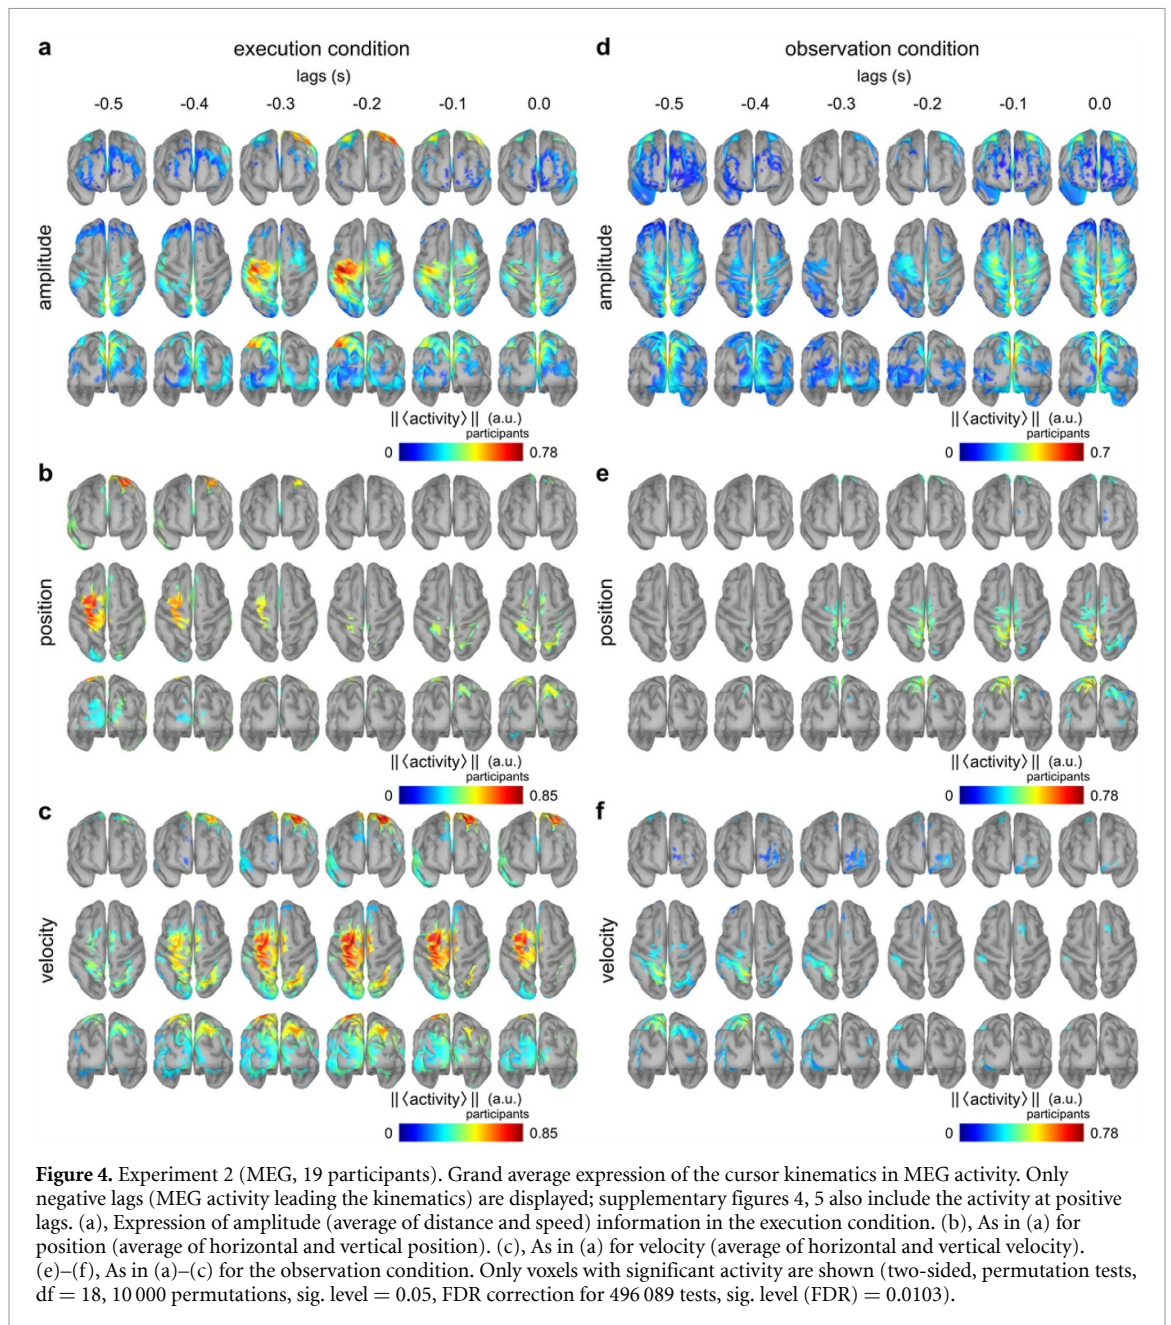 a
execution condition
lags (s)
-0.5 -0.4 -0.3 -0.2 -0.1 0.0
amplitude
amplitude
||⟨activity⟩|| (a.u.)
participants
0 0.78
b
position
||⟨activity⟩|| (a.u.)
participants
0 0.85
c
velocity
||⟨activity⟩|| (a.u.)
participants
0 0.85
d
observation condition
lags (s)
-0.5 -0.4 -0.3 -0.2 -0.1 0.0
||⟨activity⟩|| (a.u.)
participants
0 0.7
e
position
||⟨activity⟩|| (a.u.)
participants
0 0.78
f
velocity
||⟨activity⟩|| (a.u.)
participants
0 0.78
Figure 4. Experiment 2 (MEG, 19 participants). Grand average expression of the cursor kinematics in MEG activity. Only
negative lags (MEG activity leading the kinematics) are displayed; supplementary figures 4, 5 also include the activity at positive
lags. (a), Expression of amplitude (average of distance and speed) information in the execution condition. (b), As in (a) for
position (average of horizontal and vertical position). (c), As in (a) for velocity (average of horizontal and vertical velocity).
(e)–(f), As in (a)–(c) for the observation condition. Only voxels with significant activity are shown (two-sided, permutation tests,
df = 18, 10 000 permutations, sig. level = 0.05, FDR correction for 496 089 tests, sig. level (FDR) = 0.0103).